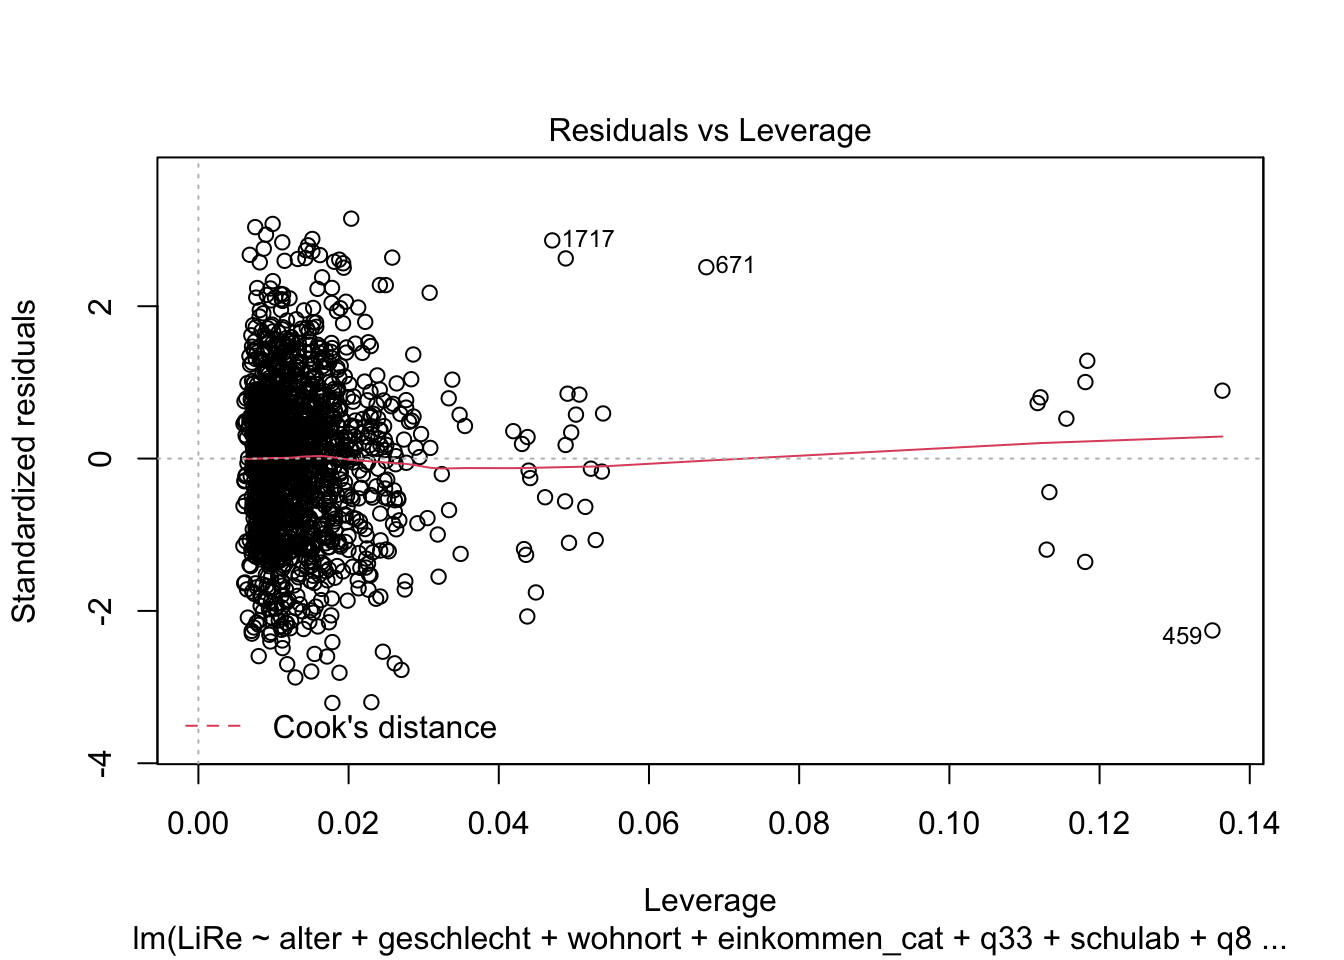 Residuals vs Leverage
Standardized residuals
2
0
-2
-4
1717
671
459
Cook's distance
0.00 0.02 0.04 0.06 0.08 0.10 0.12 0.14
Leverage
lm(LiRe ~ alter + geschlecht + wohnort + einkommen_cat + q33 + schulab + q8 ...